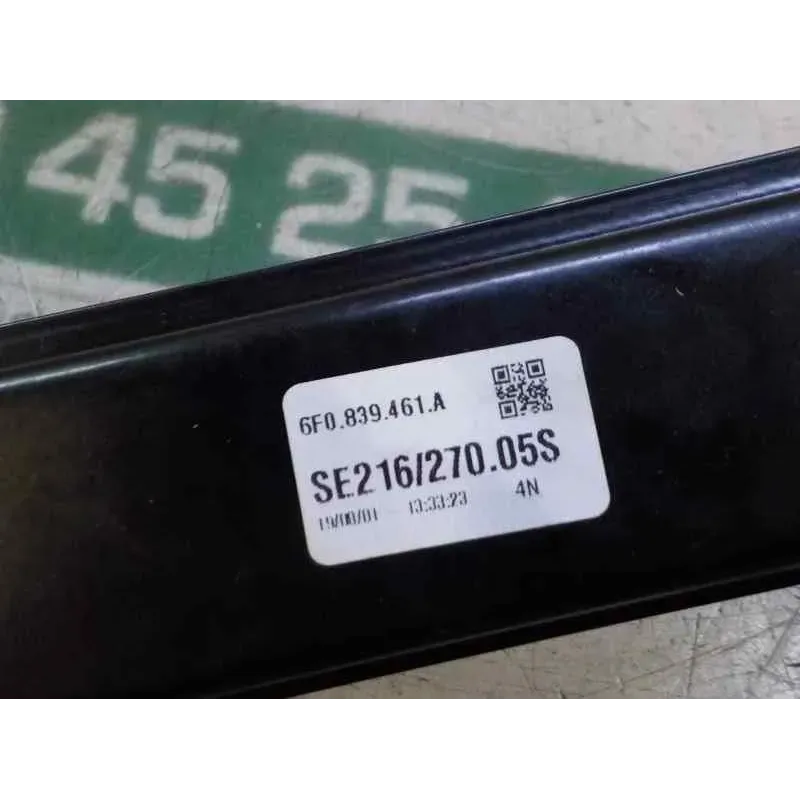 45 25
6F0.839.461.A
SE216/270.05S
19/08/01 13:33:23 4N